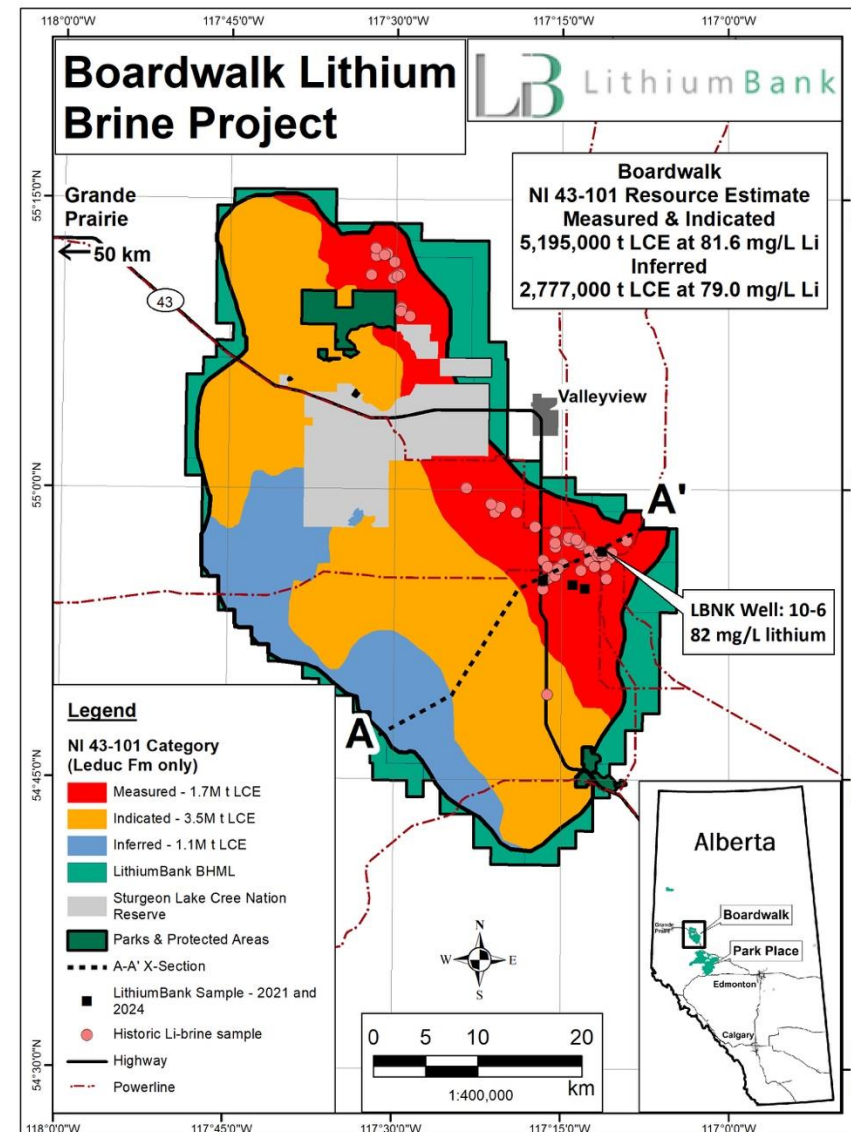 118°0'0"W 117°45'0"W 117°30'0"W 117°15'0"W 117°0'0"W
Boardwalk Lithium
Brine Project
LB LithiumBank
Boardwalk
NI 43-101 Resource Estimate
Measured & Indicated
5,195,000 t LCE at 81.6 mg/L Li
Inferred
2,777,000 t LCE at 79.0 mg/L Li
55°15'0"N
Grande
Prairie
50 km
43
Valleyview
55°0'0"N
A'
LBNK Well: 10-6
82 mg/L lithium
A
54°45'0"N
Legend
NI 43-101 Category
(Leduc Fm only)
Measured - 1.7M t LCE
Indicated - 3.5M t LCE
Inferred - 1.1M t LCE
LithiumBank BHML
Sturgeon Lake Cree Nation
Reserve
Parks & Protected Areas
A-A' X-Section
LithiumBank Sample - 2021 and
2024
Historic Li-brine sample
Highway
Powerline
N
W E
S
0 5 10 20
km
1:400,000
Alberta
Grande
Prairie
Boardwalk
Park Place
Edmonton
Calgary
54°30'0"N
118°0'0"W 117°45'0"W 117°30'0"W 117°15'0"W 117°0'0"W